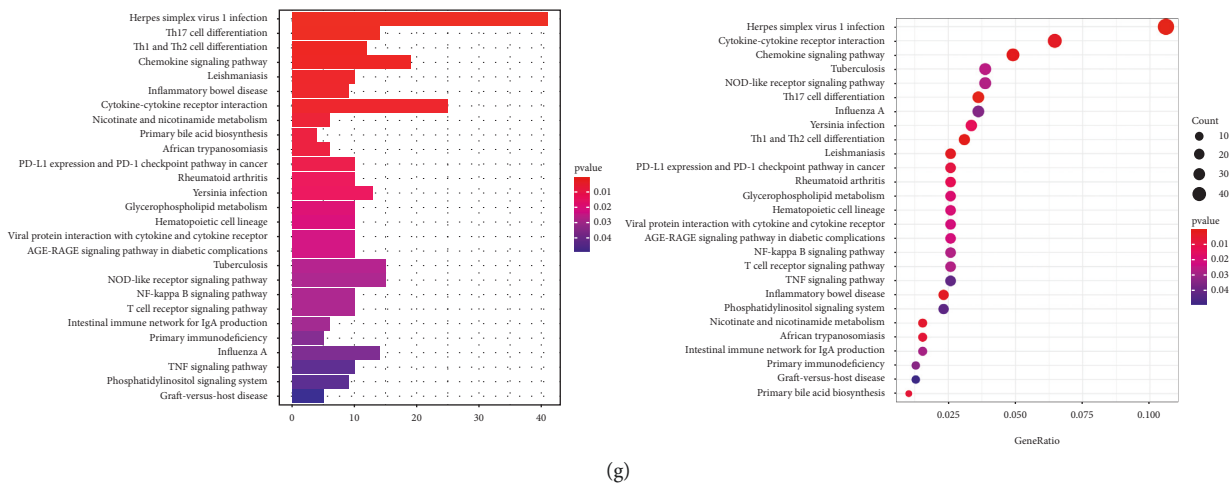 Herpes simplex virus 1 infection
Th17 cell differentiation
Th1 and Th2 cell differentiation
Chemokine signaling pathway
Leishmaniasis
Inflammatory bowel disease
Cytokine-cytokine receptor interaction
Nicotinate and nicotinamide metabolism
Primary bile acid biosynthesis
African trypanosomiasis
PD-L1 expression and PD-1 checkpoint pathway in cancer
Rheumatoid arthritis
Yersinia infection
Glycerophospholipid metabolism
Hematopoietic cell lineage
Viral protein interaction with cytokine and cytokine receptor
AGE-RAGE signaling pathway in diabetic complications
Tuberculosis
NOD-like receptor signaling pathway
NF-kappa B signaling pathway
T cell receptor signaling pathway
Intestinal immune network for IgA production
Primary immunodeficiency
Influenza A
TNF signaling pathway
Phosphatidylinositol signaling system
Graft-versus-host disease
0 10 20 30 40
pvalue
0.01
0.02
0.03
0.04
Herpes simplex virus 1 infection
Cytokine-cytokine receptor interaction
Chemokine signaling pathway
Tuberculosis
NOD-like receptor signaling pathway
Th17 cell differentiation
Influenza A
Yersinia infection
Th1 and Th2 cell differentiation
Leishmaniasis
PD-L1 expression and PD-1 checkpoint pathway in cancer
Rheumatoid arthritis
Glycerophospholipid metabolism
Hematopoietic cell lineage
Viral protein interaction with cytokine and cytokine receptor
AGE-RAGE signaling pathway in diabetic complications
NF-kappa B signaling pathway
T cell receptor signaling pathway
TNF signaling pathway
Inflammatory bowel disease
Phosphatidylinositol signaling system
Nicotinate and nicotinamide metabolism
African trypanosomiasis
Intestinal immune network for IgA production
Primary immunodeficiency
Graft-versus-host disease
Primary bile acid biosynthesis
0.025 0.050 0.075 0.100
GeneRatio
Count
10
20
30
40
pvalue
0.01
0.02
0.03
0.04
(g)